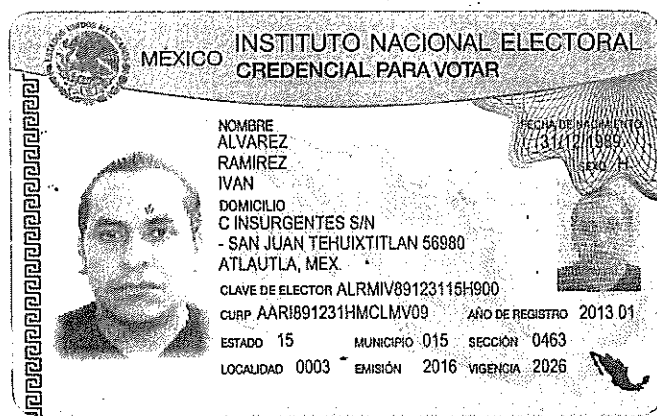 MEXICO
INSTITUTO NACIONAL ELECTORAL
CREDENCIAL PARA VOTAR
NOMBRE
ALVAREZ
RAMIREZ
IVAN
FECHA DE NACIMIENTO
31/12/1989
SEXO H
DOMICILIO
C INSURGENTES S/N
- SAN JUAN TEHUIXTITLAN 56980
ATLAUTLA, MEX.
CLAVE DE ELECTOR ALRMIV89123115H900
CURP AARI891231HMCLMV09 AÑO DE REGISTRO 2013 01
ESTADO 15 MUNICIPIO 015 SECCIÓN 0463
LOCALIDAD 0003 EMISIÓN 2016 VIGENCIA 2026